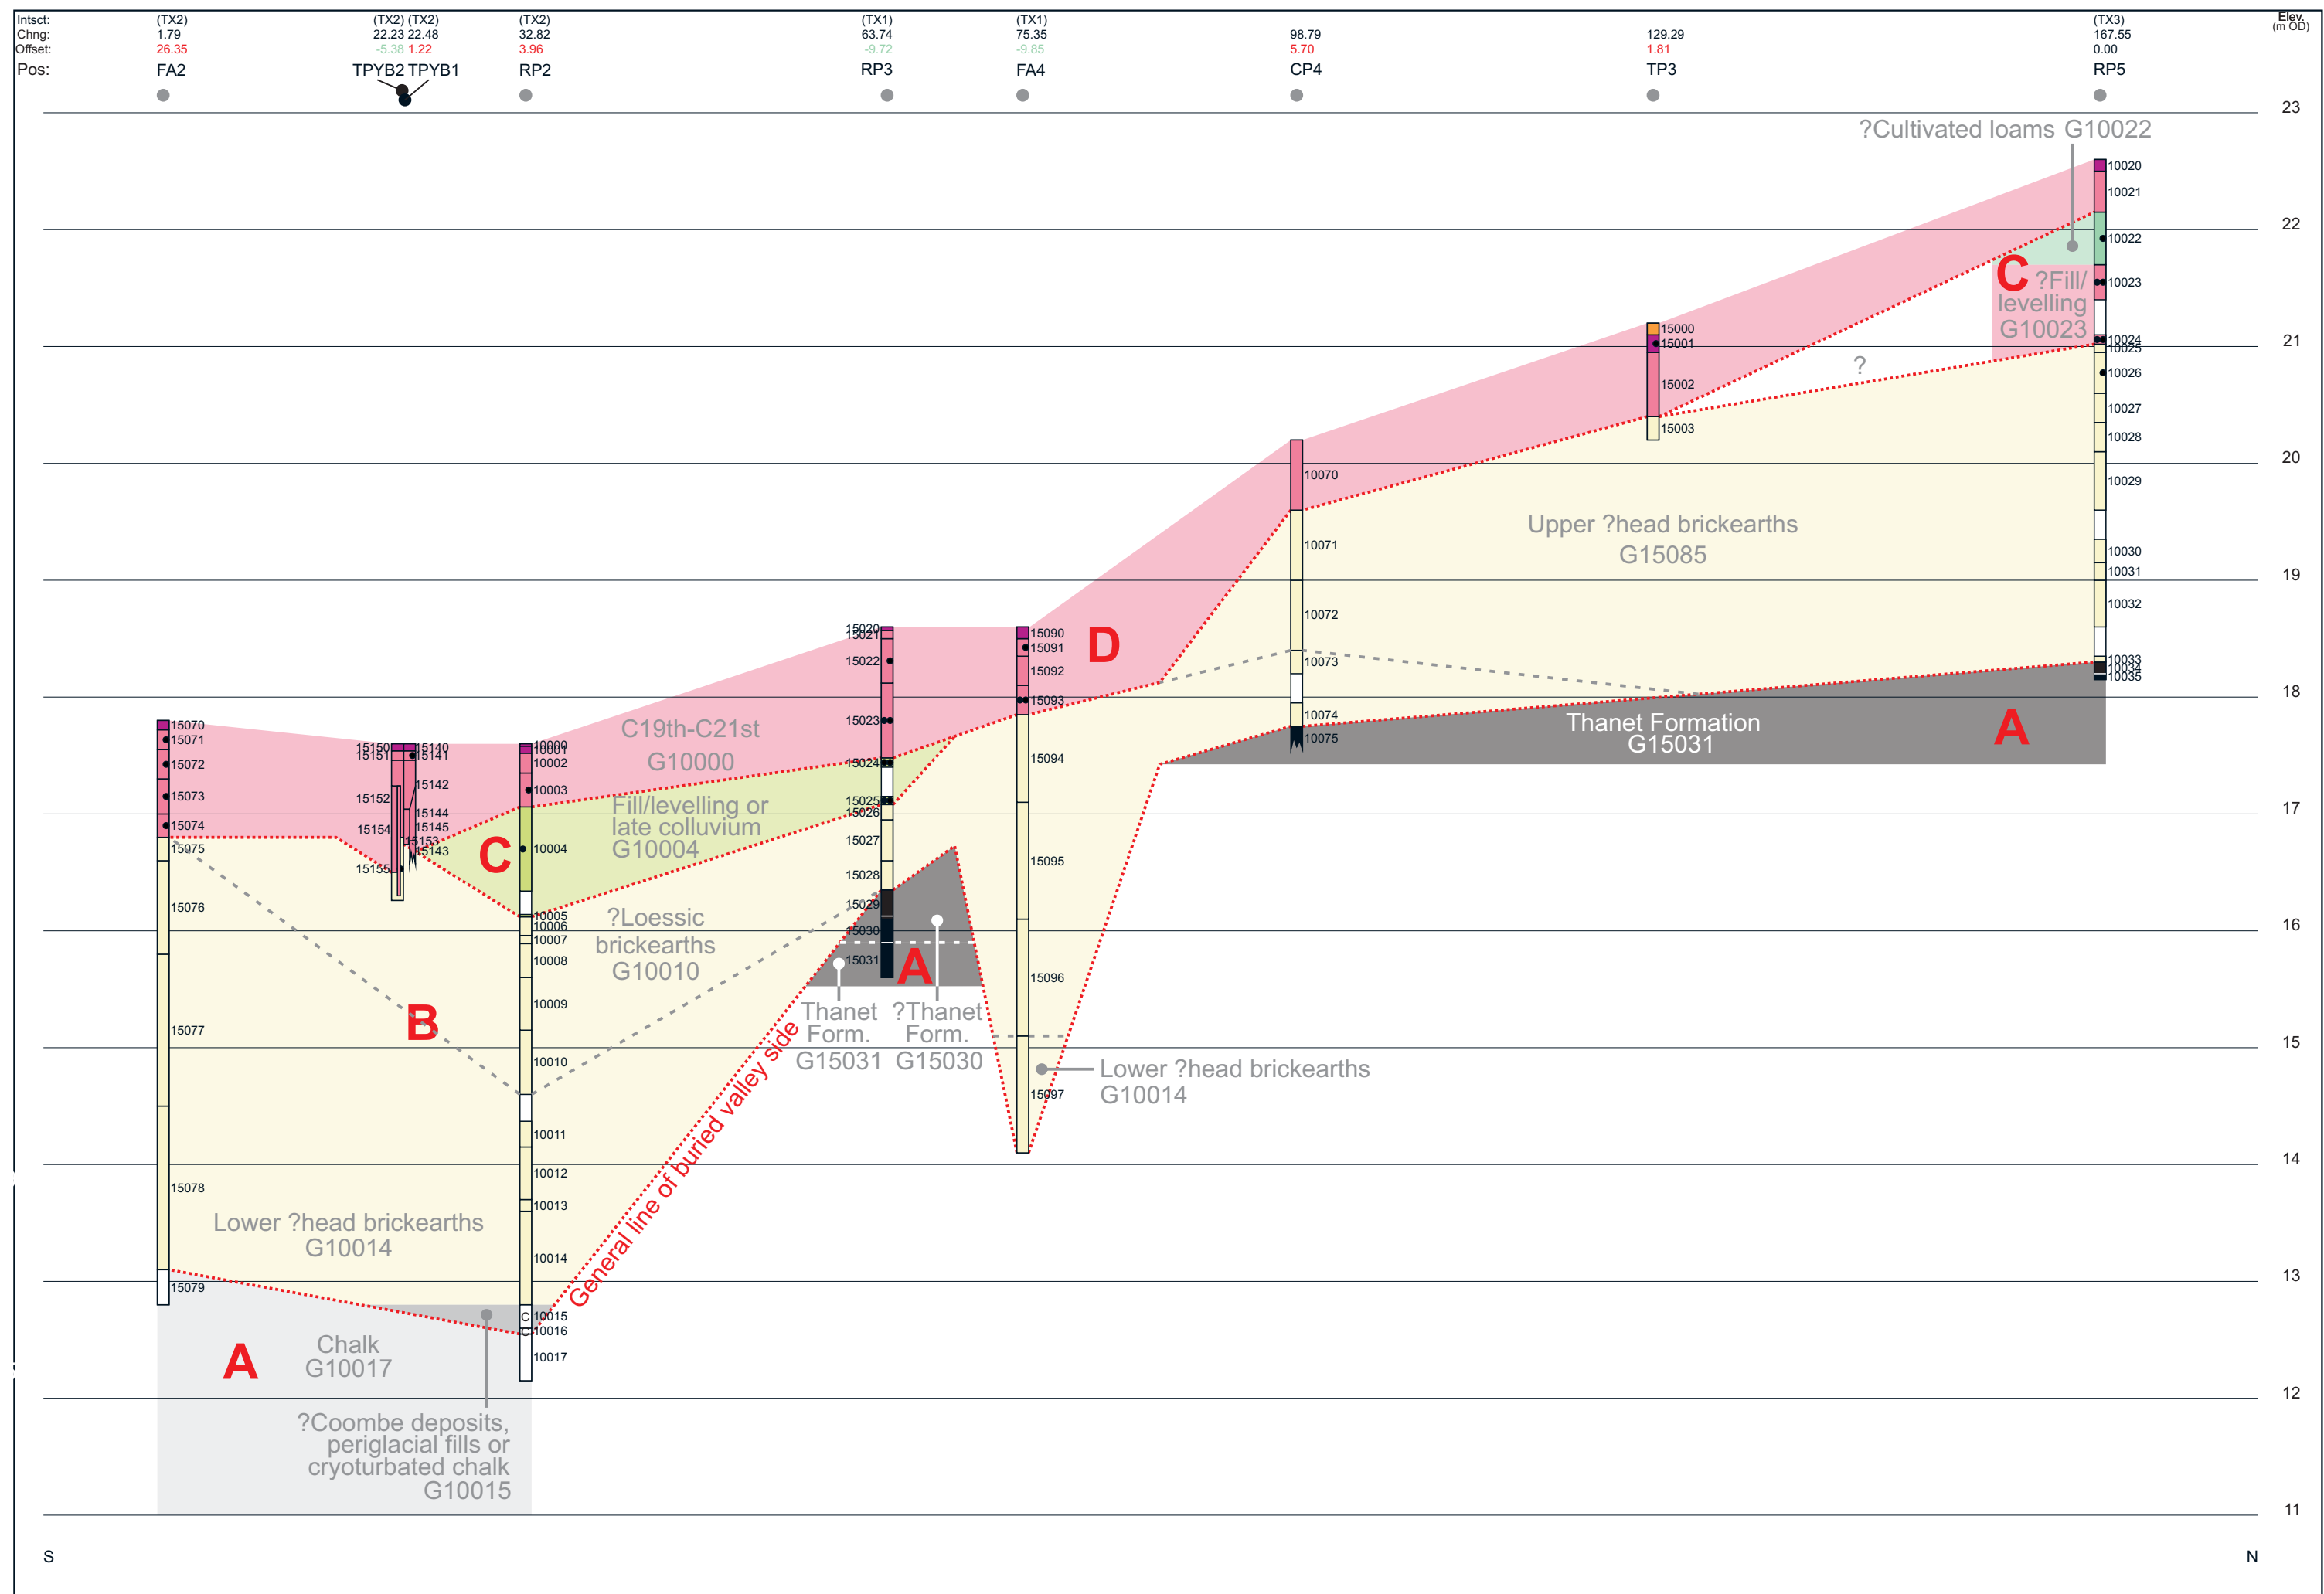 Intsct: (TX2) (TX2) (TX2) (TX2) (TX1) (TX1) (TX3) Elev.
Chng: 1.79 22.23 22.48 32.82 63.74 75.35 98.79 129.29 167.55 (m OD)
Offset: 26.35 -5.38 1.22 3.96 -9.72 -9.85 5.70 1.81 0.00
Pos: FA2 TPYB2 TPYB1 RP2 RP3 FA4 CP4 TP3 RP5
23
22
21
20
19
18
17
16
15
14
13
12
11
15070
15071
15072
15073
15074
15075
15076
15077
15078
15079
15150
15151
15152
15154
15155
15140
15141
15142
15144
15145
15153
15143
10000
10001
10002
10003
10004
10005
10006
10007
10008
10009
10010
10011
10012
10013
10014
C 10015
C 10016
10017
15020
15021
15022
15023
15024
15025
15026
15027
15028
15029
15030
15031
15090
15091
15092
15093
15094
15095
15096
15097
10070
10071
10072
10073
10074
10075
15000
15001
15002
15003
10020
10021
10022
10023
10024
10025
10026
10027
10028
10029
10030
10031
10032
10033
10034
10035
?Cultivated loams G10022
C
?Fill/
levelling
G10023
?
Upper ?head brickearths
G15085
Thanet Formation
G15031
A
D
C19th-C21st
G10000
Fill/levelling or
late colluvium
G10004
C
?Loessic
brickearths
G10010
B
A
Thanet
Form.
G15031
?Thanet
Form.
G15030
General line of buried valley side
Lower ?head brickearths
G10014
Lower ?head brickearths
G10014
A
Chalk
G10017
?Coombe deposits,
periglacial fills or
cryoturbated chalk
G10015
S
N